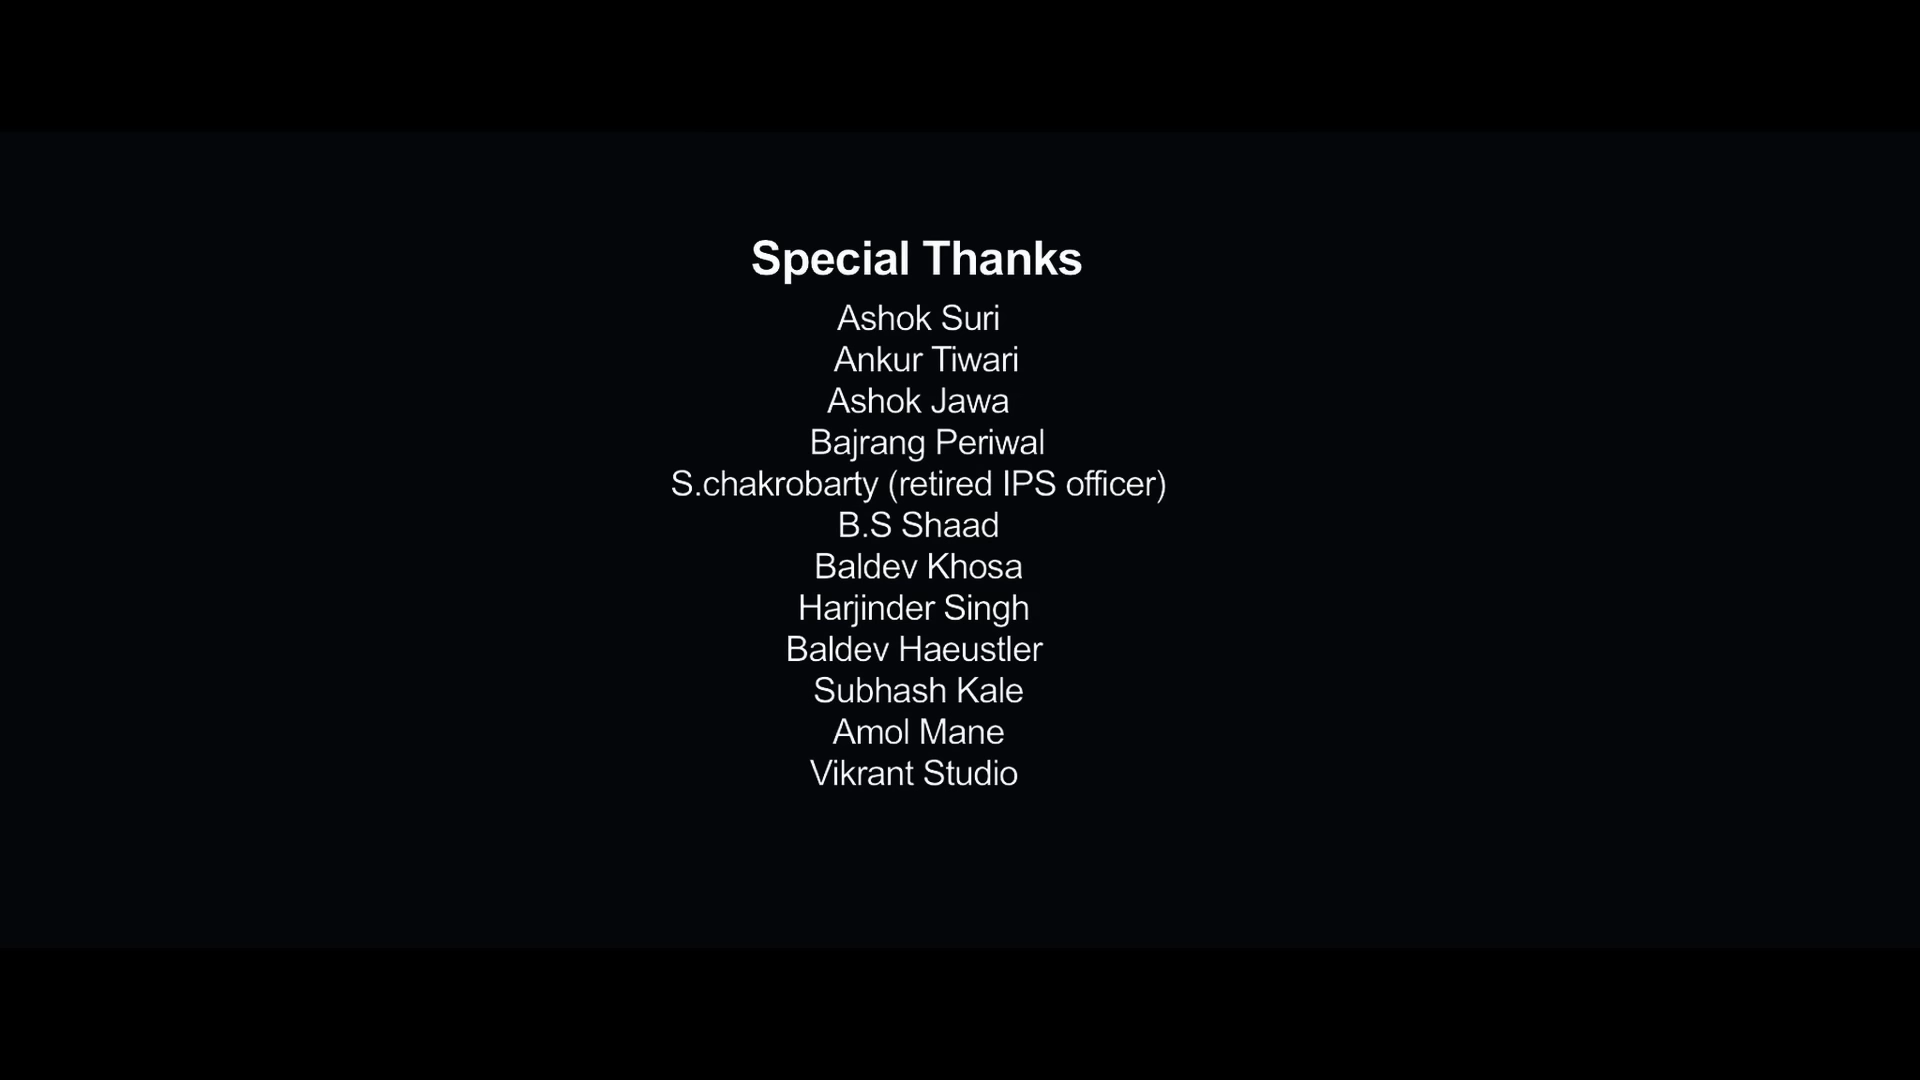 Special Thanks
Ashok Suri
Ankur Tiwari
Ashok Jawa
Bajrang Periwal
S.chakrobarty (retired IPS officer)
B.S Shaad
Baldev Khosa
Harjinder Singh
Baldev Haeustler
Subhash Kale
Amol Mane
Vikrant Studio